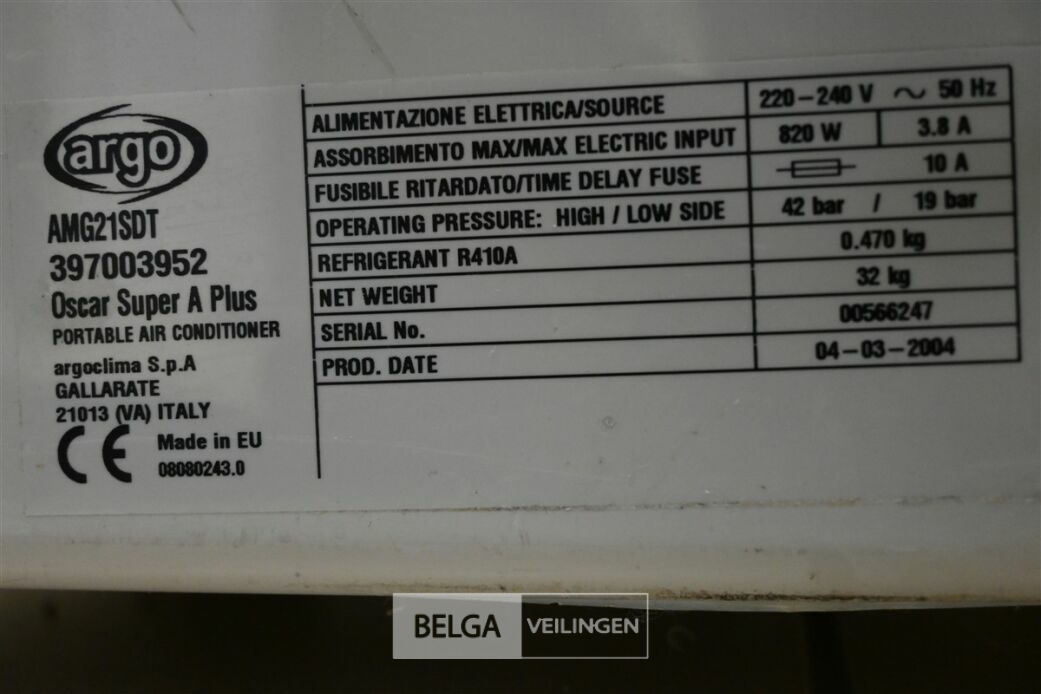 argo
AMG21SDT
397003952
Oscar Super A Plus
PORTABLE AIR CONDITIONER
argoclima S.p.A
GALLARATE
21013 (VA) ITALY
CE Made in EU
08080243.0
ALIMENTAZIONE ELETTRICA/SOURCE 220-240 V ~ 50 Hz
ASSORBIMENTO MAX/MAX ELECTRIC INPUT 820 W 3.8 A
FUSIBILE RITARDATO/TIME DELAY FUSE 10 A
OPERATING PRESSURE: HIGH / LOW SIDE 42 bar / 19 bar
REFRIGERANT R410A 0.470 kg
NET WEIGHT 32 kg
SERIAL No. 00566247
PROD. DATE 04-03-2004
BELGA VEILINGEN